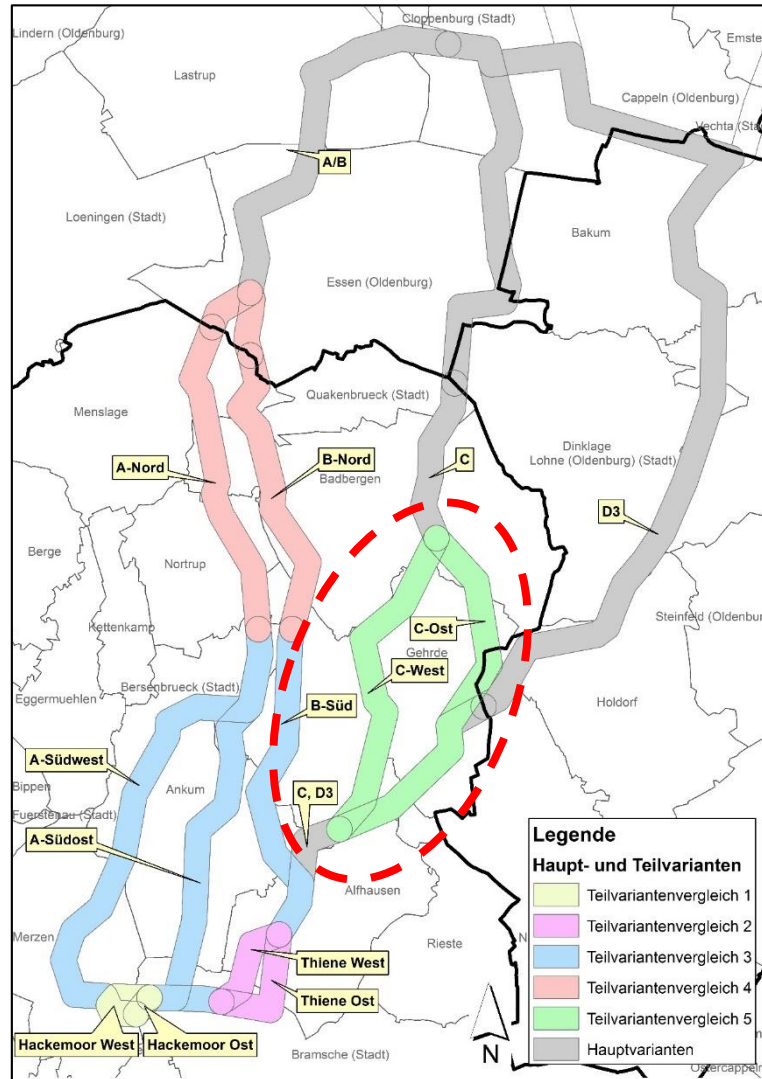 Cloppenburg (Stadt)
Lindern (Oldenburg)
Emste
Lastrup
Cappeln (Oldenburg)
Vechta (Stad
A/B
Loeningen (Stadt)
Bakum
Essen (Oldenburg)
Quakenbrueck (Stadt)
Menslage
Dinklage
Lohne (Oldenburg) (Stadt)
A-Nord
B-Nord
C
Badbergen
D3
Berge
Nortrup
Steinfeld (Oldenbur
Kettenkamp
C-Ost
Gehrde
C-West
Eggermuehlen
Bersenbrueck (Stadt)
Holdorf
B-Süd
A-Südwest
Bippen
Ankum
C, D3
Fuerstenau (Stadt)
A-Südost
Alfhausen
Merzen
Rieste
Thiene West
Thiene Ost
Hackemoor West
Hackemoor Ost
Bramsche (Stadt)
N
Legende
Haupt- und Teilvarianten
Teilvariantenvergleich 1
Teilvariantenvergleich 2
Teilvariantenvergleich 3
Teilvariantenvergleich 4
Teilvariantenvergleich 5
Hauptvarianten
Ostercappel